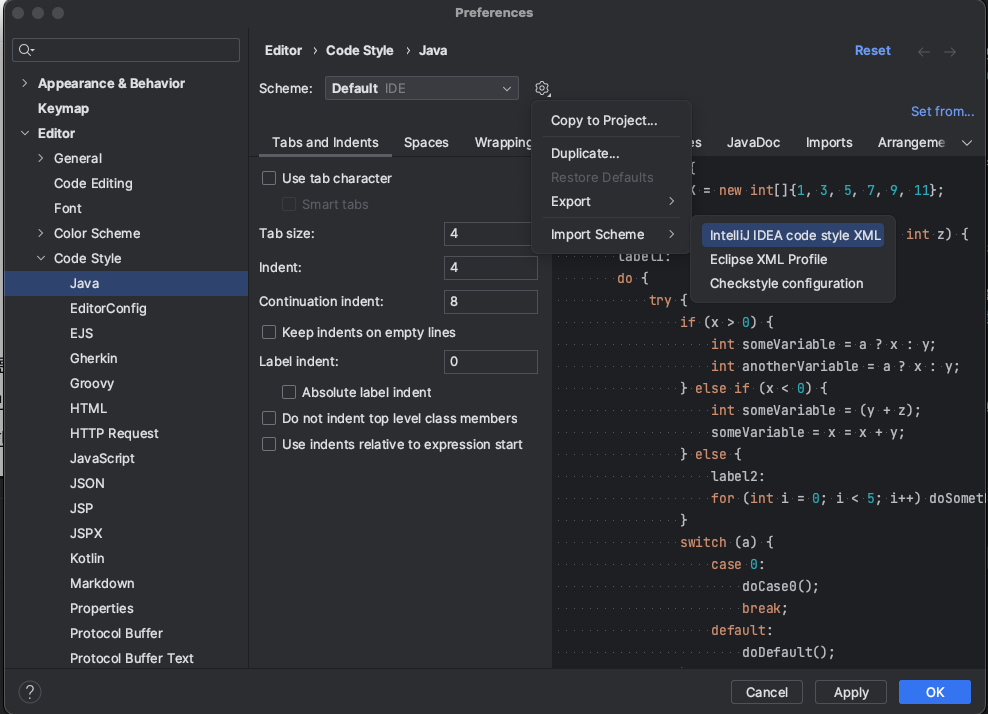 Preferences
Editor › Code Style › Java
Reset
Scheme: Default IDE
Set from...
Appearance & Behavior
Keymap
Editor
General
Code Editing
Font
Color Scheme
Code Style
Java
EditorConfig
EJS
Gherkin
Groovy
HTML
HTTP Request
JavaScript
JSON
JSP
JSPX
Kotlin
Markdown
Properties
Protocol Buffer
Protocol Buffer Text
Tabs and Indents Spaces Wrapping JavaDoc Imports Arrangeme
Use tab character
Smart tabs
Tab size: 4
Indent: 4
Continuation indent: 8
Keep indents on empty lines
Label indent: 0
Absolute label indent
Do not indent top level class members
Use indents relative to expression start
Copy to Project...
Duplicate...
Restore Defaults
Export
Import Scheme
IntelliJ IDEA code style XML
Eclipse XML Profile
Checkstyle configuration
{
X = new int[]{1, 3, 5, 7, 9, 11};
int z) {
label1:
do {
try {
if (x > 0) {
int someVariable = a ? x : y;
int anotherVariable = a ? x : y;
} else if (x < 0) {
int someVariable = (y + z);
someVariable = x = x + y;
} else {
label2:
for (int i = 0; i < 5; i++) doSomet
}
switch (a) {
case 0:
doCase0();
break;
default:
doDefault();
?
Cancel Apply OK